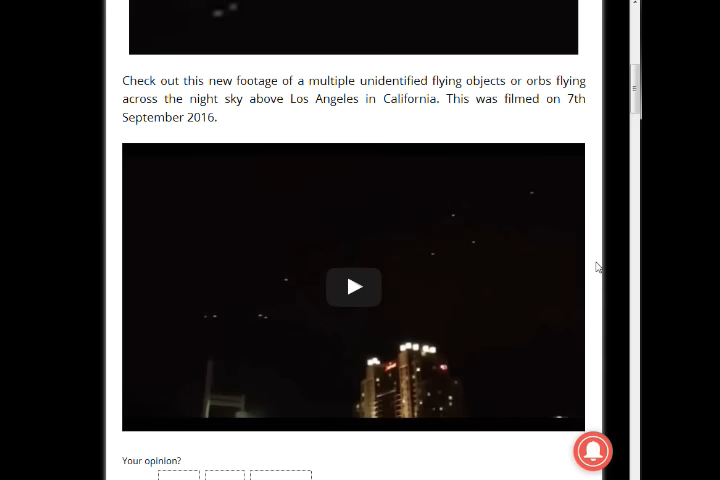 Check out this new footage of a multiple unidentified flying objects or orbs flying
across the night sky above Los Angeles in California. This was filmed on 7th
September 2016.
Your opinion?